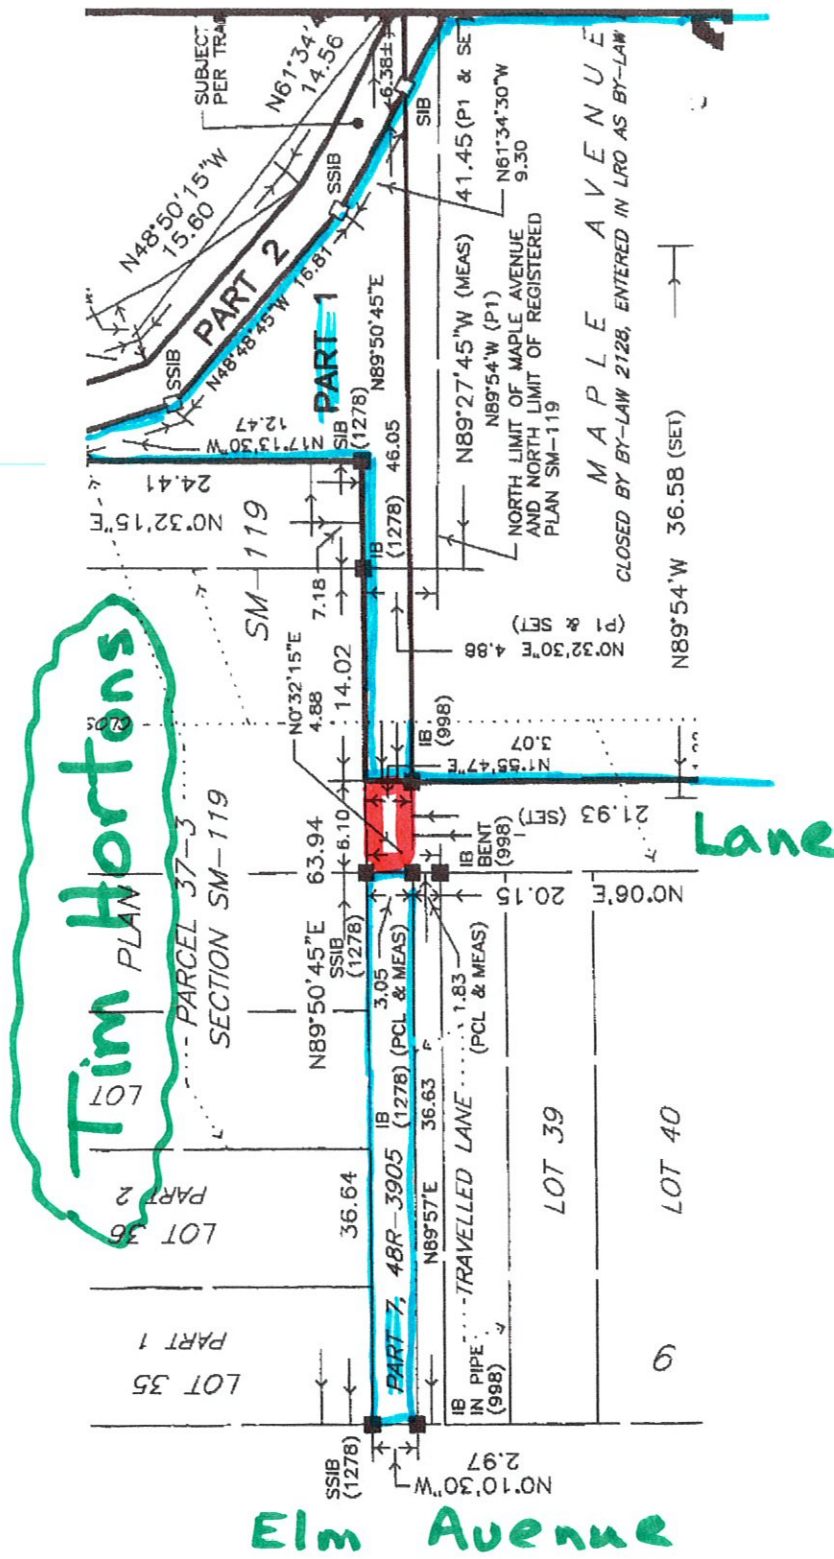 SUBJECT
PER TRA
N61°34'
14.56
6.38±
SIB
N48°50'15"W
15.60
PART 2
SSIB
N48°48'45"W 16.81
SSIB
N61°34'30"W
9.30
41.45 (P1 & SET
N89°27'45"W (MEAS)
N89°54'W (P1)
NORTH LIMIT OF MAPLE AVENUE
AND NORTH LIMIT OF REGISTERED
PLAN SM-119
MAPLE AVENUE
CLOSED BY BY-LAW 2128, ENTERED IN LRO AS BY-LAW
N89°54'W 36.58 (SET)
PART 1
N89°50'45"E
46.05
N17°13'30"W
12.47
SIB
(1278)
24.41
N0°32'15"E
SM-119
7.18
IB
(1278)
N0°32'30"E 4.88
(P1 & SET)
N0°32'15"E
4.88
14.02
CLOS
IB
(998)
N1°55'47"E
3.07
21.93 (SET)
Lane
Tim Hortons
PLAN
PARCEL 37-3
SECTION SM-119
LOT
63.94
6.10
N89°50'45"E
SSIB
(1278)
IB
BENT
(998)
N0°06'E 20.15
3.05
(PCL & MEAS)
IB
(1278)
1.83
(PCL & MEAS)
36.63
N89°57'E
36.64
PART 7, 48R-3905
TRAVELLED LANE
LOT 39
LOT 40
9
LOT 36
PART 2
LOT 35
PART 1
IB
IN PIPE
(998)
SSIB
(1278)
N0°10'30"W
2.97
Elm Avenue